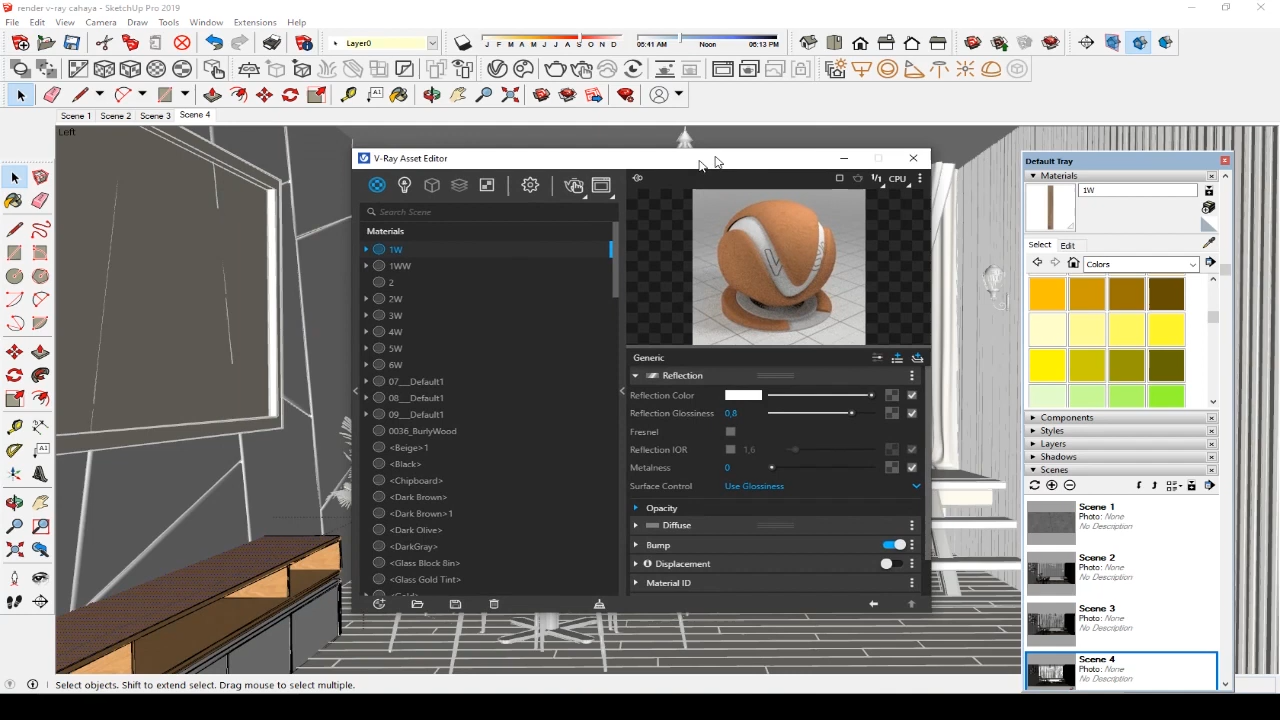 render v-ray cahaya - SketchUp Pro 2019
File Edit View Camera Draw Tools Window Extensions Help
Layer0
J F M A M J J A S O N D
06:41 AM Noon 06:13 PM
Scene 1 Scene 2 Scene 3 Scene 4
Left
V-Ray Asset Editor
1/1 CPU
Search Scene
Materials
1W
1WW
2
2W
3W
4W
5W
6W
07___Default1
08___Default1
09___Default1
0036_BurlyWood
<Beige>1
<Black>
<Chipboard>
<Dark Brown>
<Dark Brown>1
<Dark Olive>
<DarkGray>
<Glass Block 8in>
<Glass Gold Tint>
Generic
Reflection
Reflection Color
Reflection Glossiness 0,8
Fresnel
Reflection IOR 1,6
Metalness 0
Surface Control Use Glossiness
Opacity
Diffuse
Bump
Displacement
Material ID
Default Tray
Materials
1W
Select Edit
Colors
Components
Styles
Layers
Shadows
Scenes
Scene 1
Photo: None
No Description
Scene 2
Photo: None
No Description
Scene 3
Photo: None
No Description
Scene 4
Photo: None
No Description
Select objects. Shift to extend select. Drag mouse to select multiple.